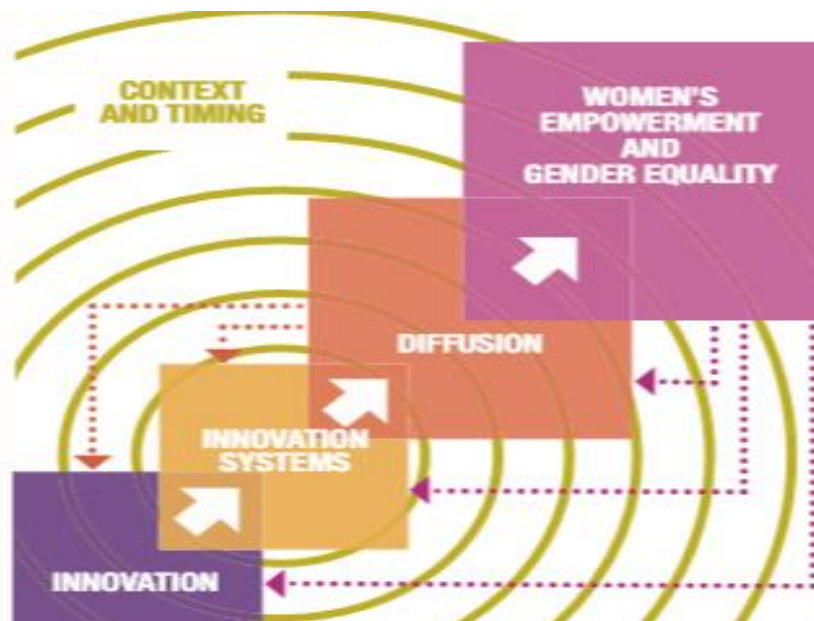 CONTEXT
AND TIMING
WOMEN'S
EMPOWERMENT
AND
GENDER EQUALITY
DIFFUSION
INNOVATION
SYSTEMS
INNOVATION